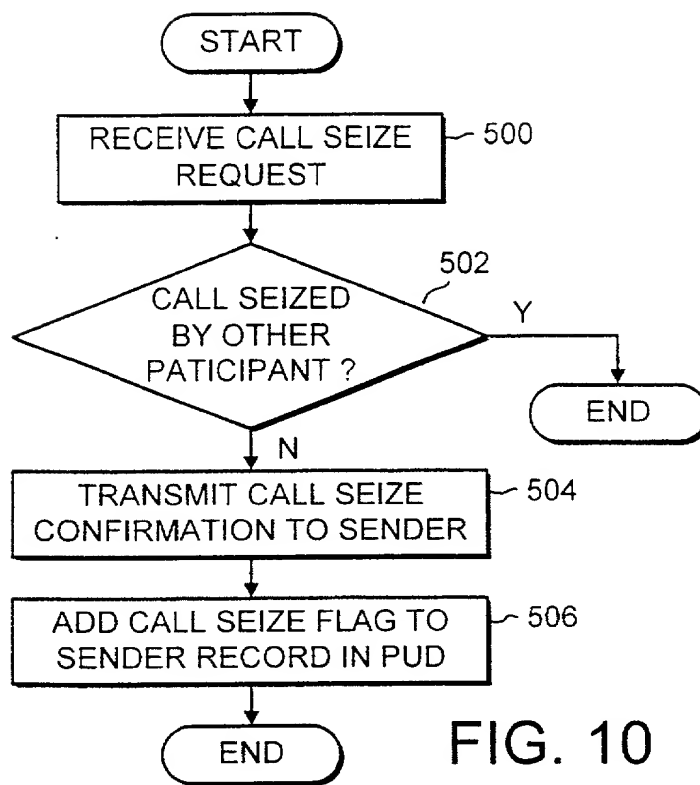 START
RECEIVE CALL SEIZE
REQUEST
500
CALL SEIZED
BY OTHER
PATICIPANT ?
502
Y
END
N
TRANSMIT CALL SEIZE
CONFIRMATION TO SENDER
504
ADD CALL SEIZE FLAG TO
SENDER RECORD IN PUD
506
END
FIG. 10